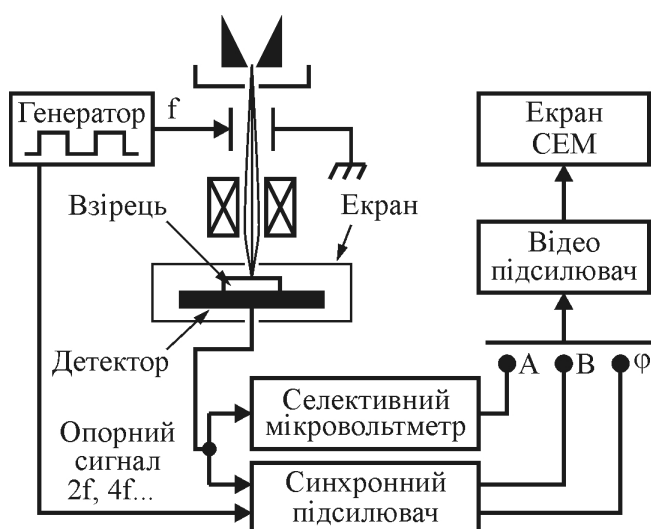 Генератор
f
Екран
СЕМ
Взірець
Екран
Відео
підсилювач
Детектор
А
В
φ
Селективний
мікровольтметр
Опорний
сигнал
2f, 4f...
Синхронний
підсилювач